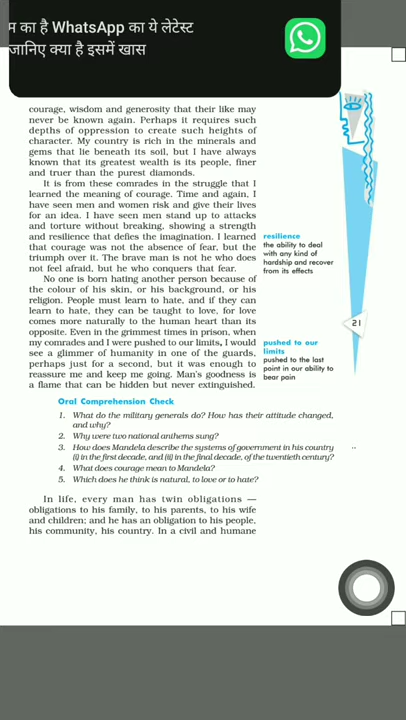 म का है WhatsApp का ये लेटेस्ट
जानिए क्या है इसमें खास
courage, wisdom and generosity that their like may
never be known again. Perhaps it requires such
depths of oppression to create such heights of
character. My country is rich in the minerals and
gems that lie beneath its soil, but I have always
known that its greatest wealth is its people, finer
and truer than the purest diamonds.
It is from these comrades in the struggle that I
learned the meaning of courage. Time and again, I
have seen men and women risk and give their lives
for an idea. I have seen men stand up to attacks
and torture without breaking, showing a strength
and resilience that defies the imagination. I learned
that courage was not the absence of fear, but the
triumph over it. The brave man is not he who does
not feel afraid, but he who conquers that fear.
resilience
the ability to deal
with any kind of
hardship and recover
from its effects
No one is born hating another person because of
the colour of his skin, or his background, or his
religion. People must learn to hate, and if they can
learn to hate, they can be taught to love, for love
comes more naturally to the human heart than its
opposite. Even in the grimmest times in prison, when
my comrades and I were pushed to our limits, I would
see a glimmer of humanity in one of the guards,
perhaps just for a second, but it was enough to
reassure me and keep me going. Man's goodness is
a flame that can be hidden but never extinguished.
21
pushed to our
limits
pushed to the last
point in our ability to
bear pain
Oral Comprehension Check
1. What do the military generals do? How has their attitude changed,
and why?
2. Why were two national anthems sung?
3. How does Mandela describe the systems of government in his country
(i) in the first decade, and (ii) in the final decade, of the twentieth century?
4. What does courage mean to Mandela?
5. Which does he think is natural, to love or to hate?
In life, every man has twin obligations —
obligations to his family, to his parents, to his wife
and children; and he has an obligation to his people,
his community, his country. In a civil and humane